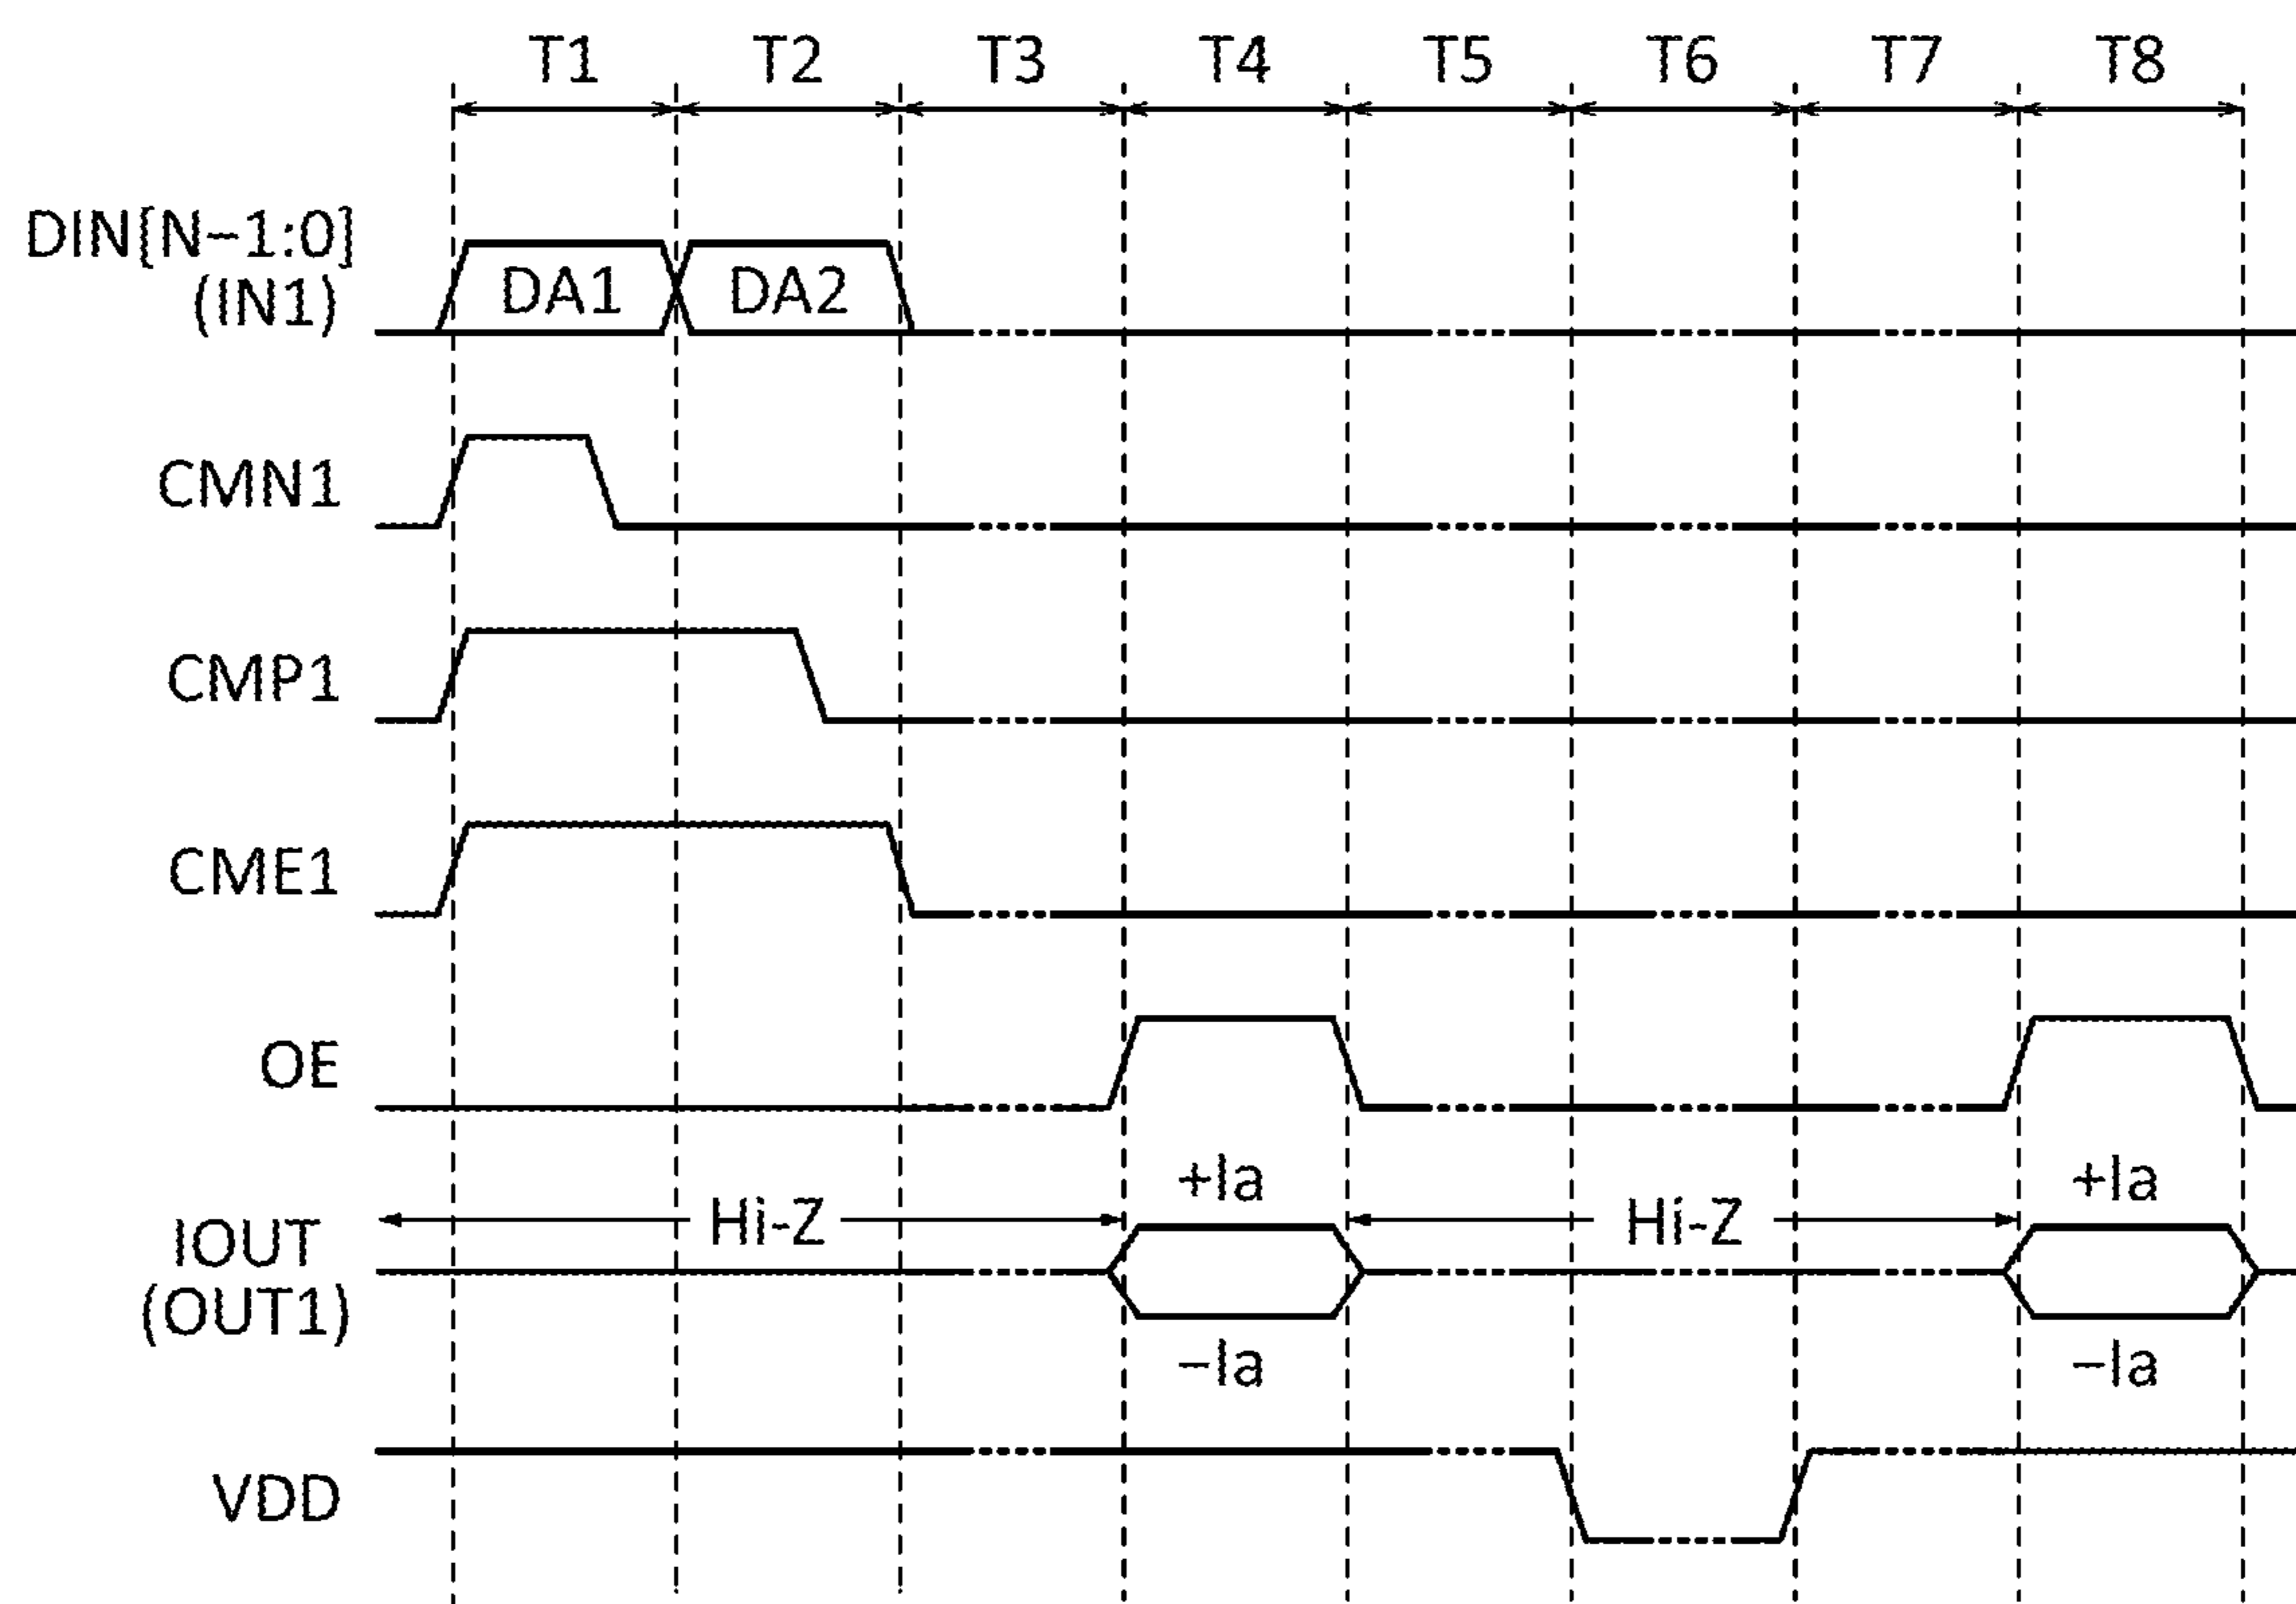 T1 T2 T3 T4 T5 T6 T7 T8
DIN[N−1:0]
(IN1)
DA1 DA2
CMN1
CMP1
CME1
OE
+Ia +Ia
Hi-Z Hi-Z
IOUT
(OUT1)
−Ia −Ia
VDD